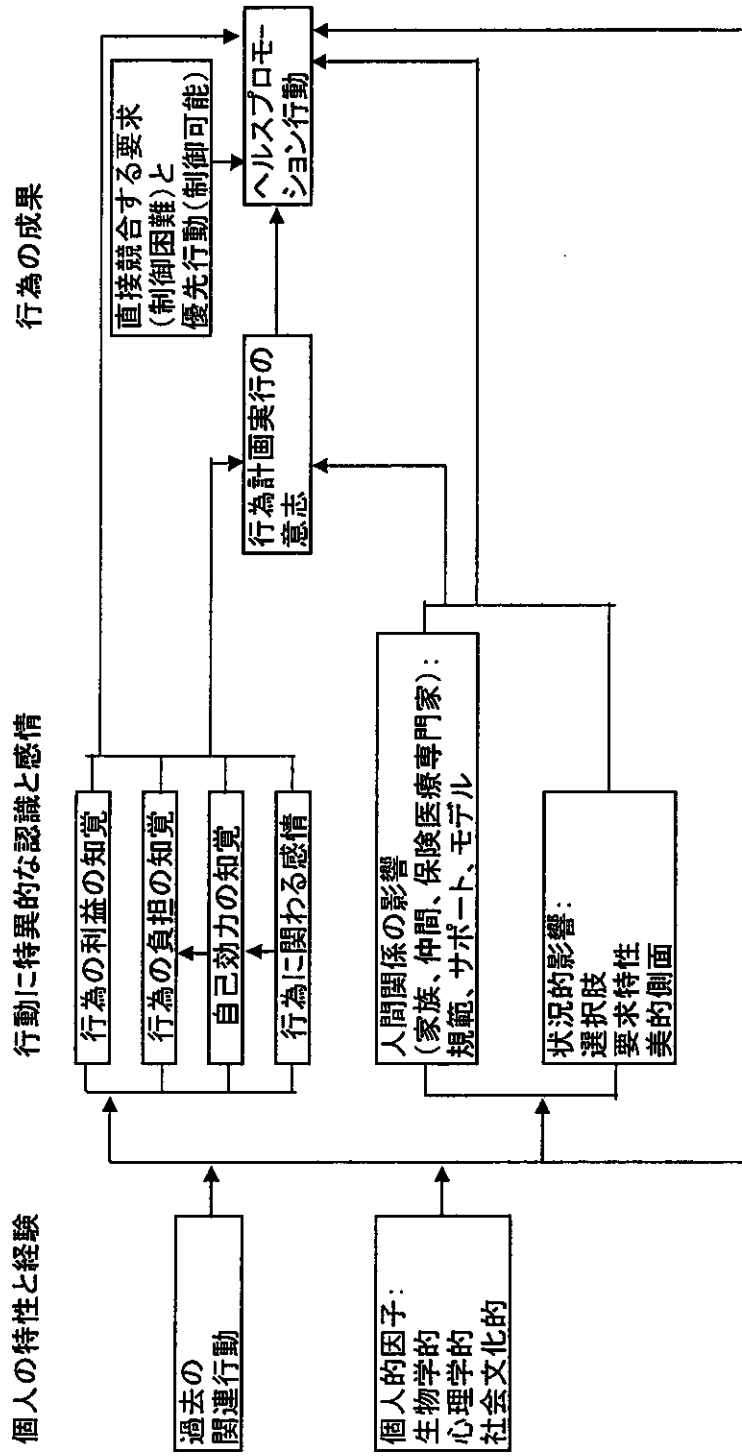 個人の特性と経験
行動に特異的な認識と感情
行為の成果
過去の
関連行動
個人的因子:
生物学的
心理学的
社会文化的
行為の利益の知覚
行為の負担の知覚
自己効力の知覚
行為に関わる感情
人間関係の影響
(家族、仲間、保険医療専門家):
規範、サポート、モデル
状況的影響:
選択肢
要求特性
美的側面
直接競合する要求
(制御困難)と
優先行動(制御可能)
行為計画実行の
意志
ヘルスプロモー
ション行動